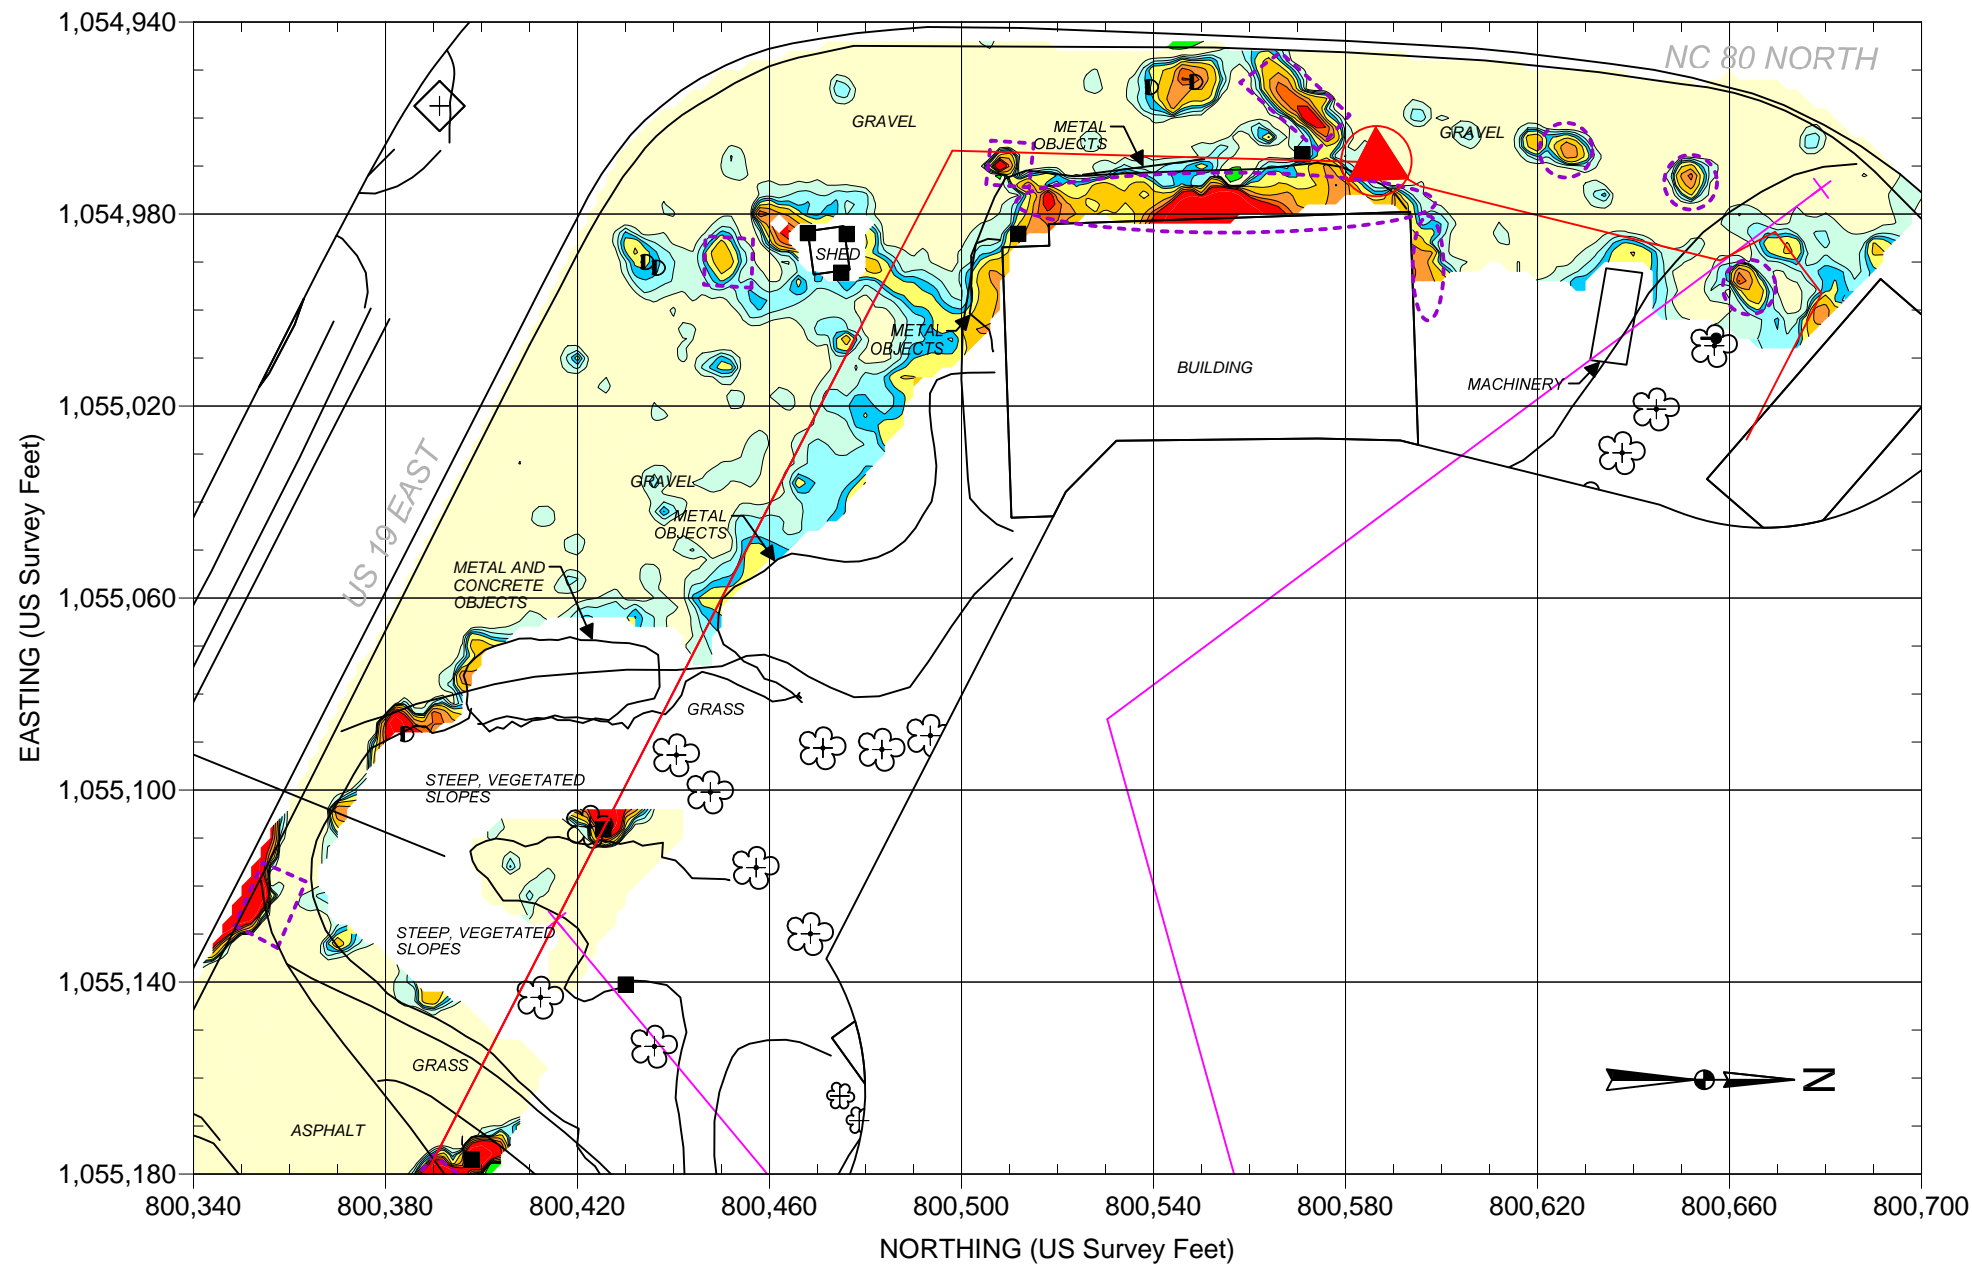 1,054,940
NC 80 NORTH
GRAVEL
METAL
OBJECTS
GRAVEL
1,054,980
SHED
METAL
OBJECTS
BUILDING
MACHINERY
1,055,020
GRAVEL
METAL
OBJECTS
US 19 EAST
METAL AND
CONCRETE
OBJECTS
1,055,060
EASTING (US Survey Feet)
GRASS
STEEP, VEGETATED
SLOPES
1,055,100
STEEP, VEGETATED
SLOPES
1,055,140
GRASS
N
ASPHALT
1,055,180
800,340
800,380
800,420
800,460
800,500
800,540
800,580
800,620
800,660
800,700
NORTHING (US Survey Feet)